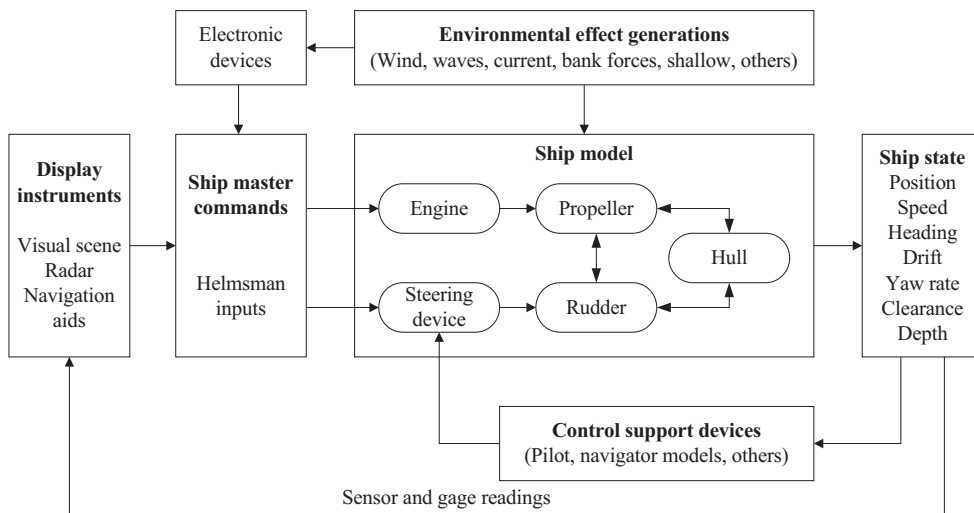 Electronic
devices
Environmental effect generations
(Wind, waves, current, bank forces, shallow, others)
Display
instruments
Visual scene
Radar
Navigation
aids
Ship master
commands
Helmsman
inputs
Ship model
Engine
Propeller
Hull
Steering
device
Rudder
Ship state
Position
Speed
Heading
Drift
Yaw rate
Clearance
Depth
Control support devices
(Pilot, navigator models, others)
Sensor and gage readings